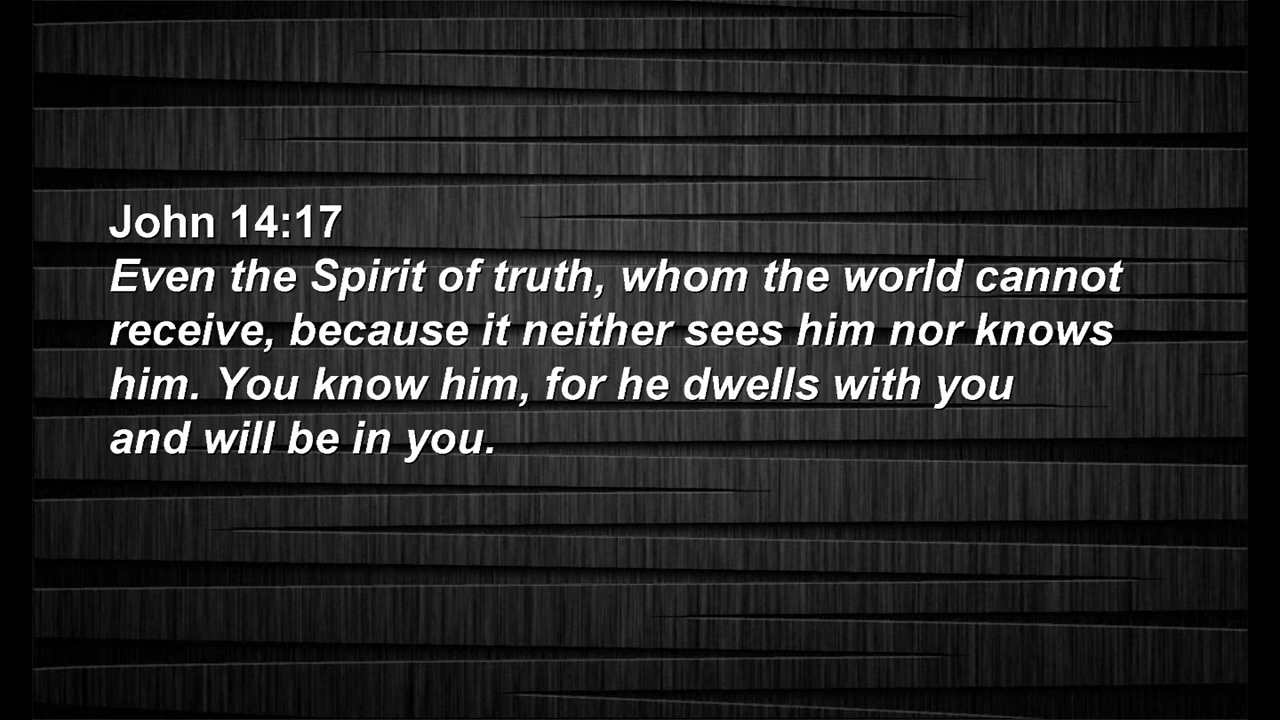 John 14:17
Even the Spirit of truth, whom the world cannot
receive, because it neither sees him nor knows
him. You know him, for he dwells with you
and will be in you.